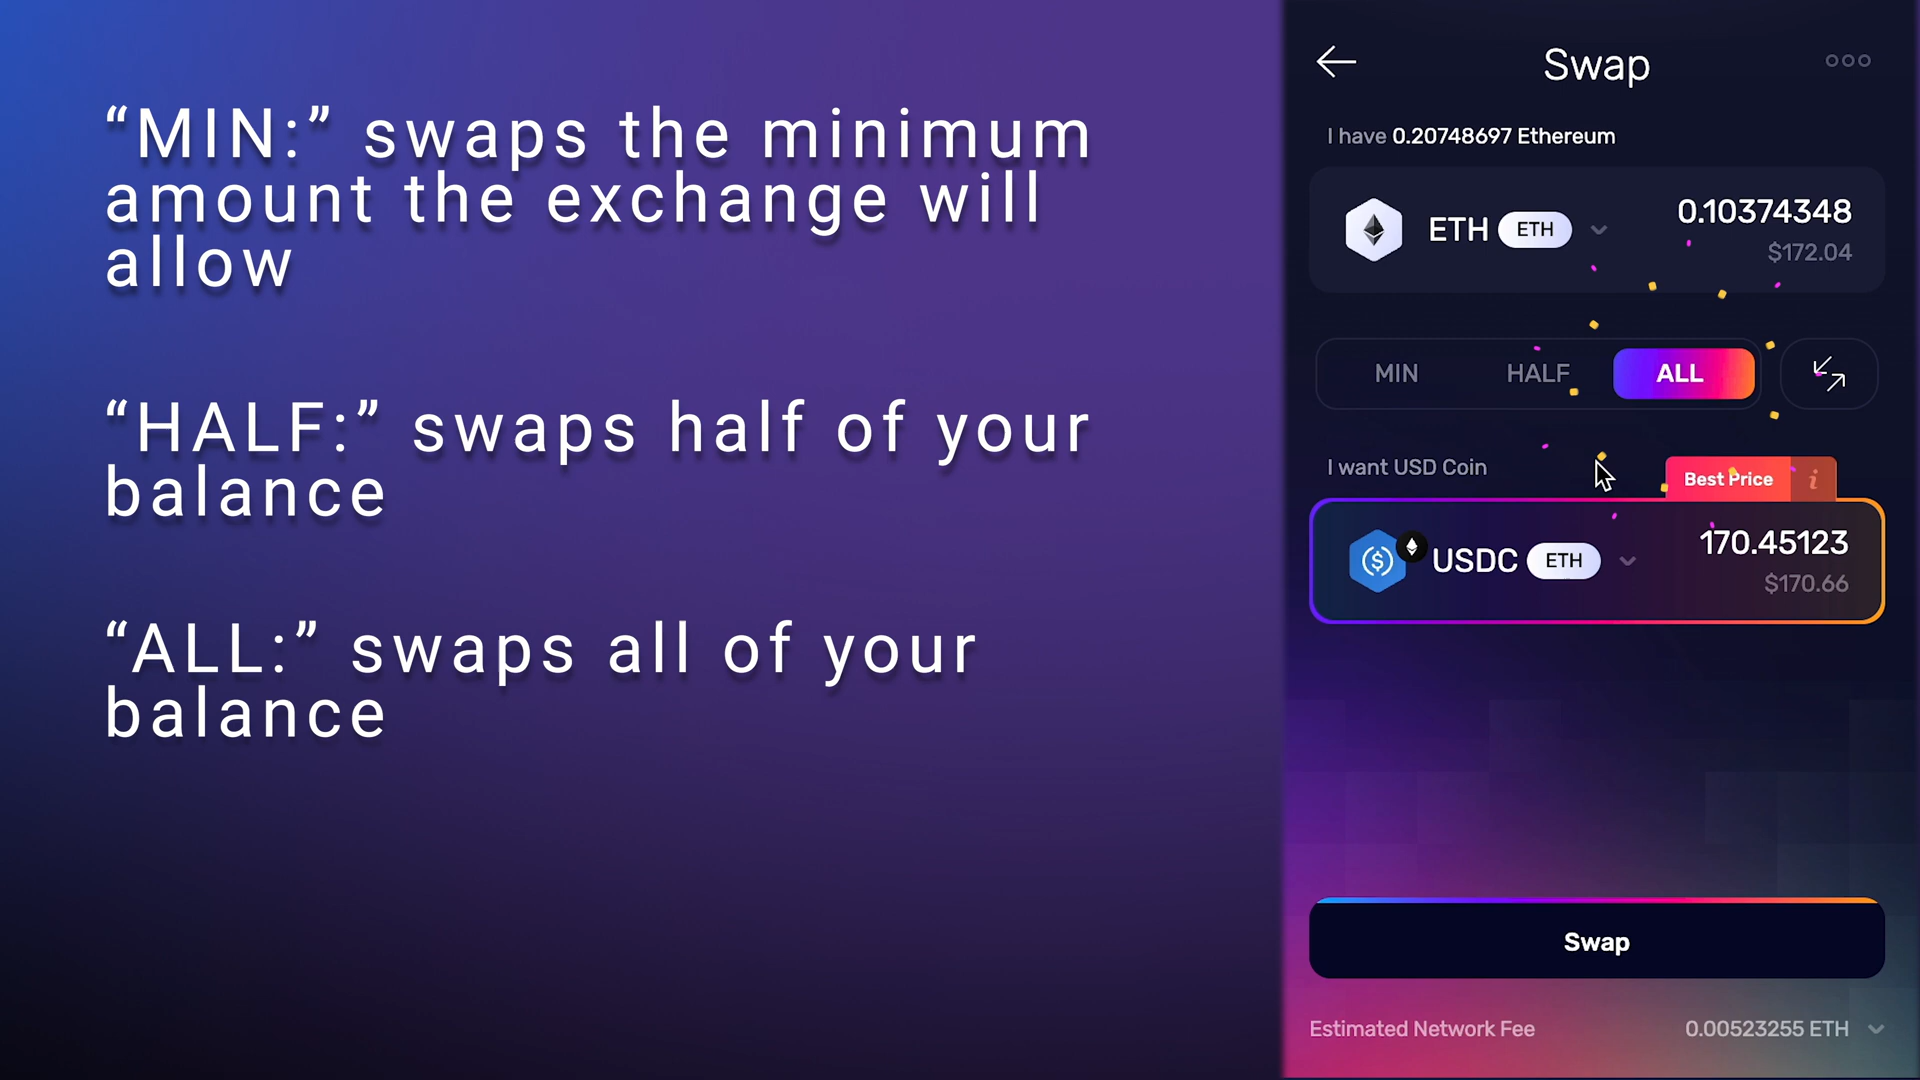 “MIN:” swaps the minimum
amount the exchange will
allow
“HALF:” swaps half of your
balance
“ALL:” swaps all of your
balance
Swap
I have 0.20748697 Ethereum
ETH ETH
0.10374348
$172.04
MIN HALF ALL
I want USD Coin
Best Price i
USDC ETH
170.45123
$170.66
Swap
Estimated Network Fee 0.00523255 ETH